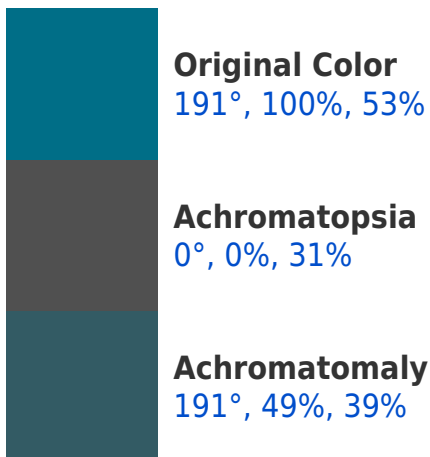 Original Color
191°, 100%, 53%
Achromatopsia
0°, 0%, 31%
Achromatomaly
191°, 49%, 39%